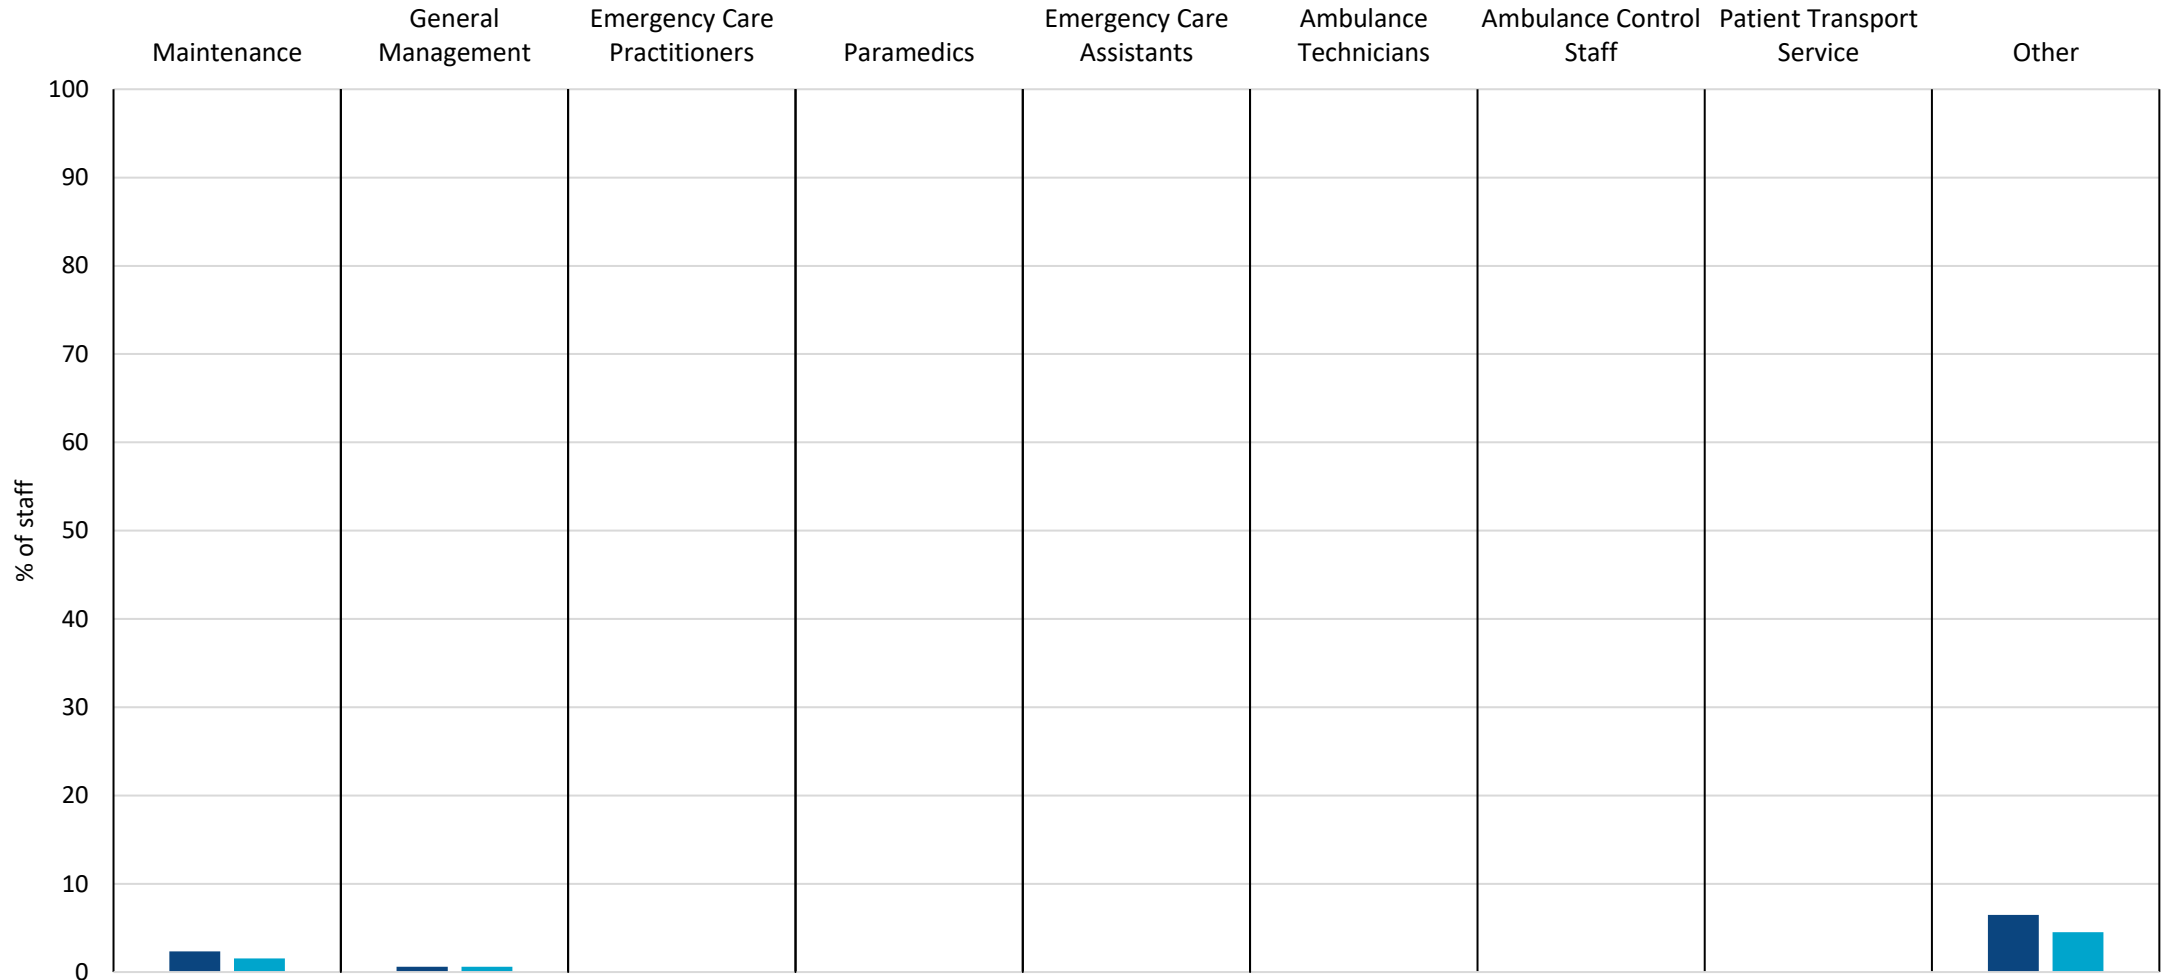 Maintenance
General
Management
Emergency Care
Practitioners
Paramedics
Emergency Care
Assistants
Ambulance
Technicians
Ambulance Control
Staff
Patient Transport
Service
Other
100
90
80
70
60
50
40
30
20
10
0
% of staff